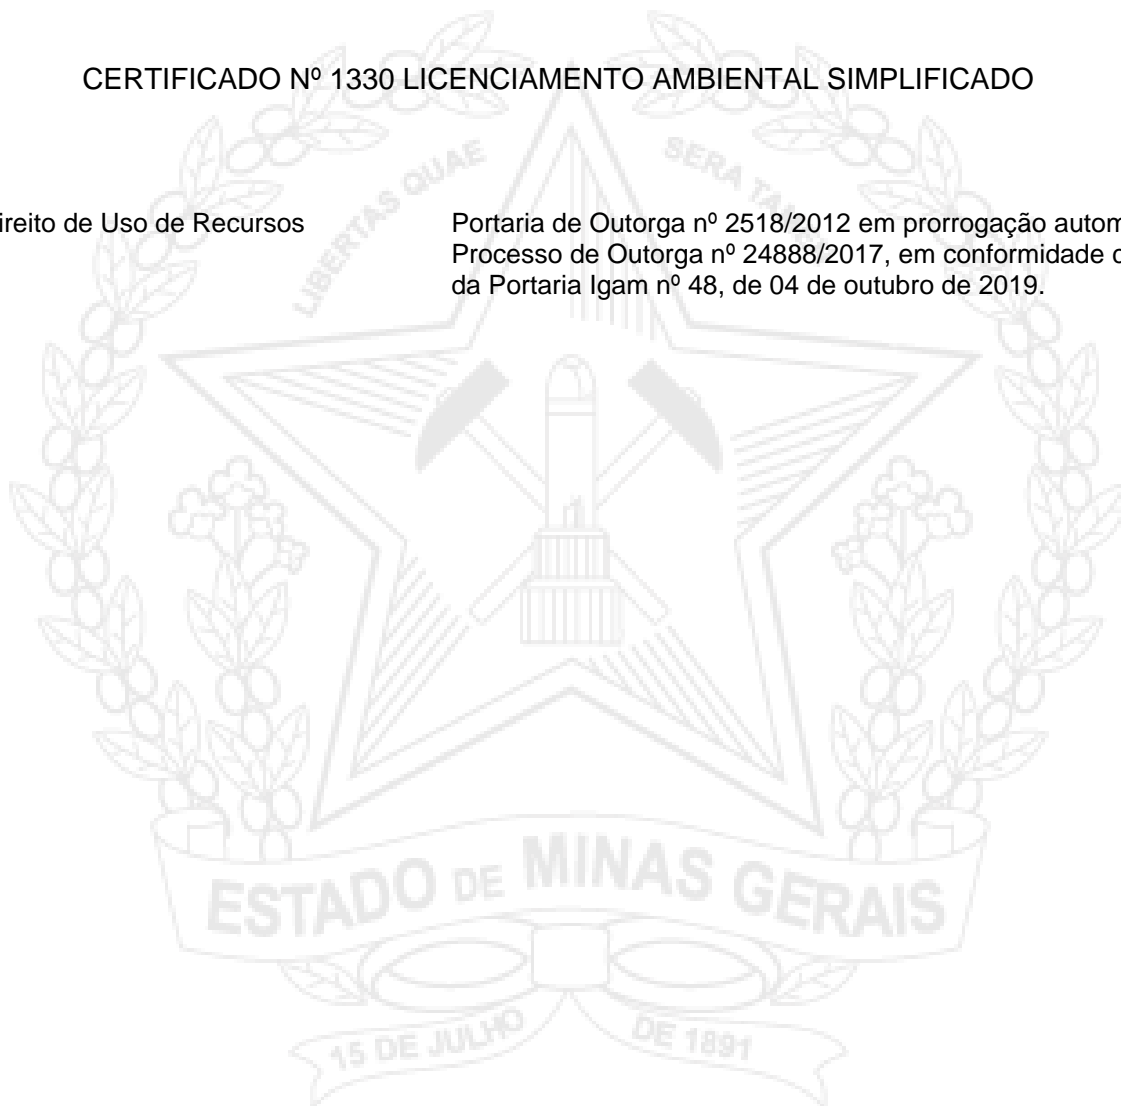 CERTIFICADO Nº 1330 LICENCIAMENTO AMBIENTAL SIMPLIFICADO
LIBERTAS QUAE SERA TAMEN
ireito de Uso de Recursos
Portaria de Outorga nº 2518/2012 em prorrogação autom
Processo de Outorga nº 24888/2017, em conformidade
da Portaria Igam nº 48, de 04 de outubro de 2019.
ESTADO DE MINAS GERAIS
15 DE JULHO DE 1891